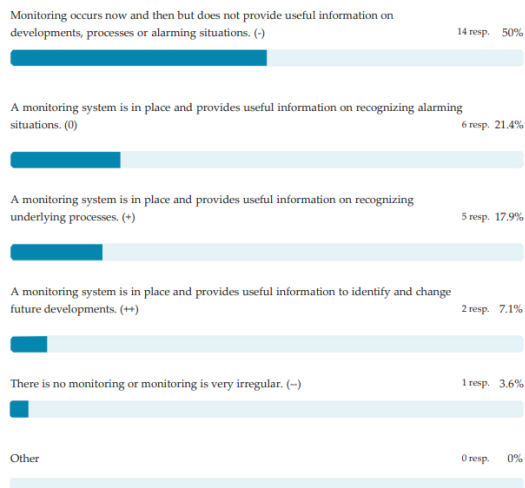 Monitoring occurs now and then but does not provide useful information on
developments, processes or alarming situations. (-) 14 resp. 50%
A monitoring system is in place and provides useful information on recognizing alarming
situations. (0) 6 resp. 21.4%
A monitoring system is in place and provides useful information on recognizing
underlying processes. (+) 5 resp. 17.9%
A monitoring system is in place and provides useful information to identify and change
future developments. (++) 2 resp. 7.1%
There is no monitoring or monitoring is very irregular. (--) 1 resp. 3.6%
Other 0 resp. 0%